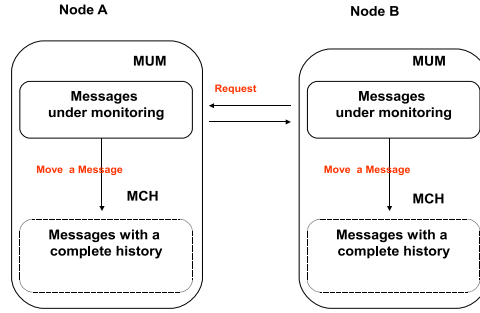 Node A
Node B
MUM
Messages
under monitoring
Request
MUM
Messages
under monitoring
Move a Message
MCH
Messages with a
complete history
Move a Message
MCH
Messages with a
complete history